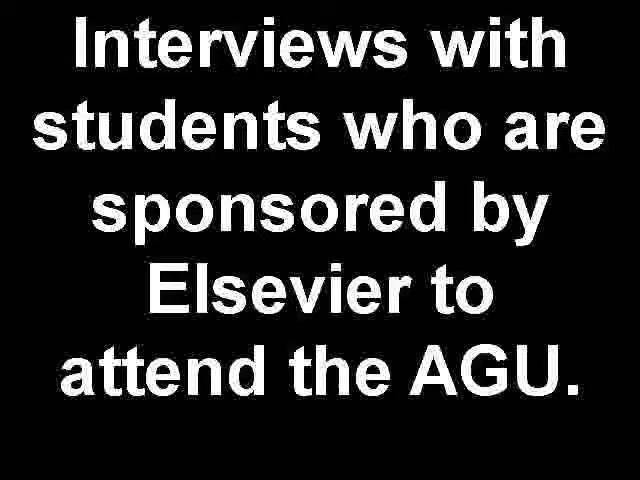 Interviews with
students who are
sponsored by
Elsevier to
attend the AGU.